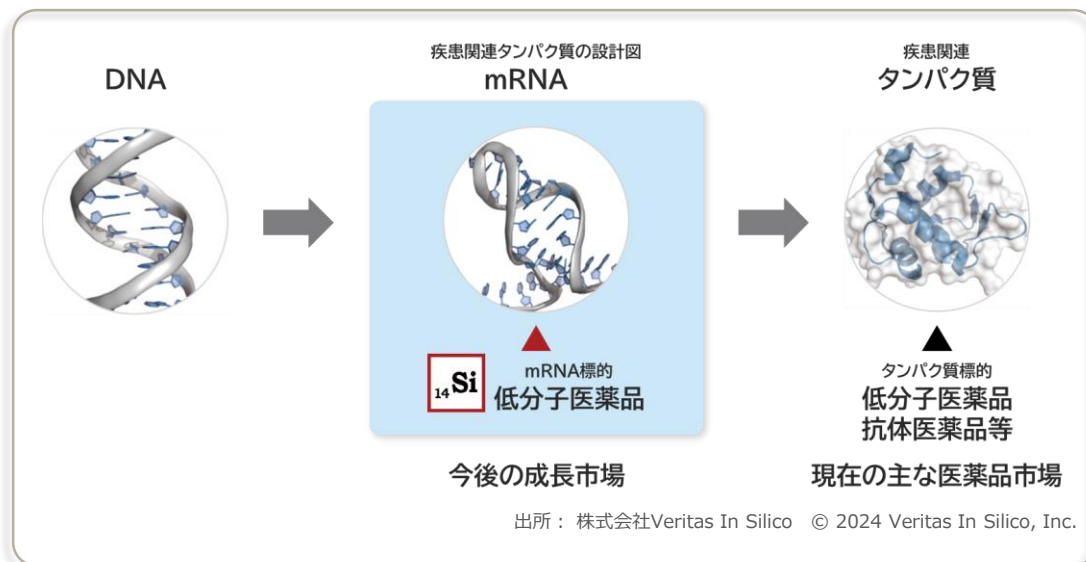 DNA
疾患関連タンパク質の設計図
mRNA
疾患関連
タンパク質
14Si
mRNA標的
低分子医薬品
タンパク質標的
低分子医薬品
抗体医薬品等
今後の成長市場
現在の主な医薬品市場
出所： 株式会社Veritas In Silico © 2024 Veritas In Silico, Inc.